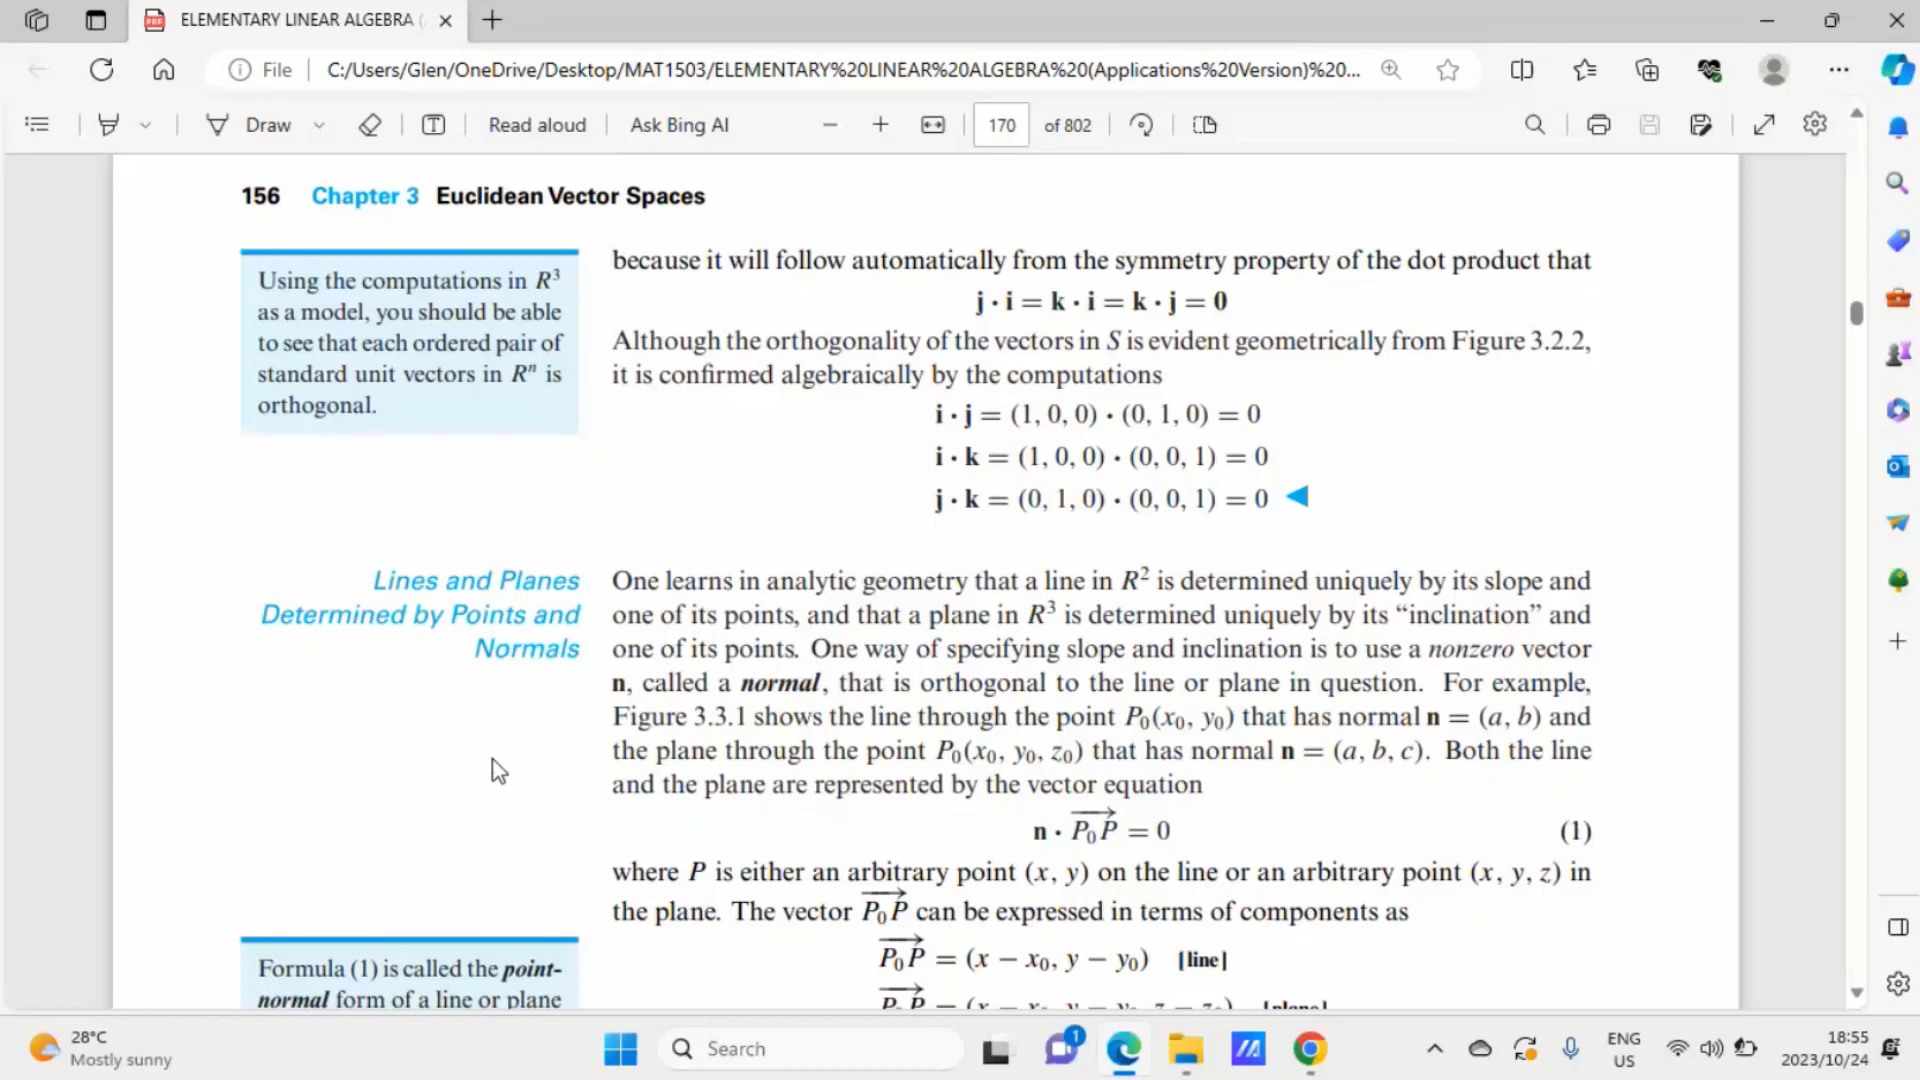 ELEMENTARY LINEAR ALGEBRA (
File
C:/Users/Glen/OneDrive/Desktop/MAT1503/ELEMENTARY%20LINEAR%20ALGEBRA%20(Applications%20Version)%20...
Draw
Read aloud
Ask Bing AI
170
of 802
156 Chapter 3 Euclidean Vector Spaces
Using the computations in R³
as a model, you should be able
to see that each ordered pair of
standard unit vectors in Rⁿ is
orthogonal.
because it will follow automatically from the symmetry property of the dot product that
j · i = k · i = k · j = 0
Although the orthogonality of the vectors in S is evident geometrically from Figure 3.2.2,
it is confirmed algebraically by the computations
i · j = (1, 0, 0) · (0, 1, 0) = 0
i · k = (1, 0, 0) · (0, 0, 1) = 0
j · k = (0, 1, 0) · (0, 0, 1) = 0
Lines and Planes
Determined by Points and
Normals
One learns in analytic geometry that a line in R² is determined uniquely by its slope and
one of its points, and that a plane in R³ is determined uniquely by its “inclination” and
one of its points. One way of specifying slope and inclination is to use a nonzero vector
n, called a normal, that is orthogonal to the line or plane in question. For example,
Figure 3.3.1 shows the line through the point P₀(x₀, y₀) that has normal n = (a, b) and
the plane through the point P₀(x₀, y₀, z₀) that has normal n = (a, b, c). Both the line
and the plane are represented by the vector equation
n · P₀P = 0 (1)
where P is either an arbitrary point (x, y) on the line or an arbitrary point (x, y, z) in
the plane. The vector P₀P can be expressed in terms of components as
P₀P = (x − x₀, y − y₀) [line]
P₀P = (x − x₀, y − y₀, z − z₀) [plane]
Formula (1) is called the point-
normal form of a line or plane
28°C
Mostly sunny
Search
1
ENG
US
18:55
2023/10/24